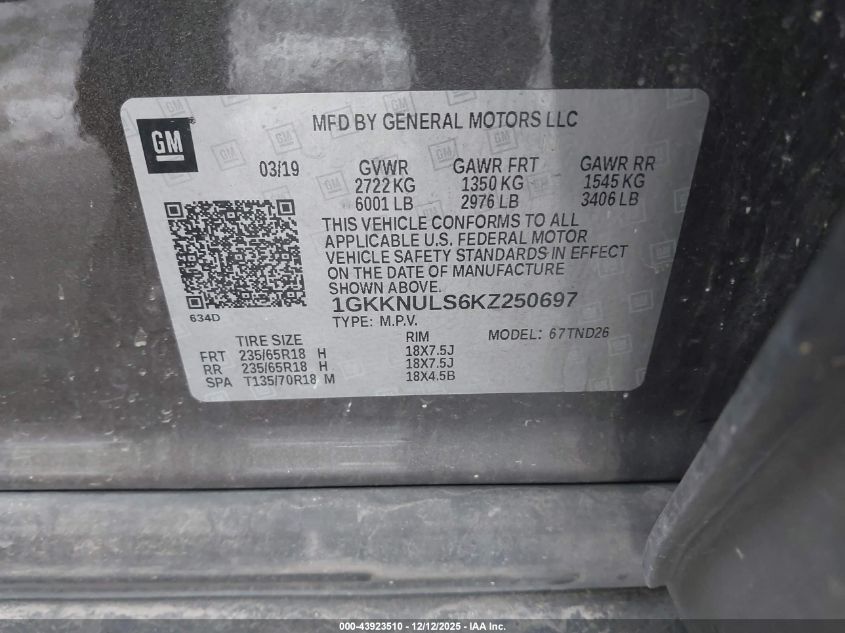 GM
MFD BY GENERAL MOTORS LLC
03/19 GVWR GAWR FRT GAWR RR
2722 KG 1350 KG 1545 KG
6001 LB 2976 LB 3406 LB
THIS VEHICLE CONFORMS TO ALL
APPLICABLE U.S. FEDERAL MOTOR
VEHICLE SAFETY STANDARDS IN EFFECT
ON THE DATE OF MANUFACTURE
SHOWN ABOVE.
1GKKNULS6KZ250697
634D
TYPE: M.P.V. MODEL: 67TND26
TIRE SIZE RIM
FRT 235/65R18 H 18X7.5J
RR 235/65R18 H 18X7.5J
SPA T135/70R18 M 18X4.5B
000-43923510 - 12/12/2025 - IAA Inc.